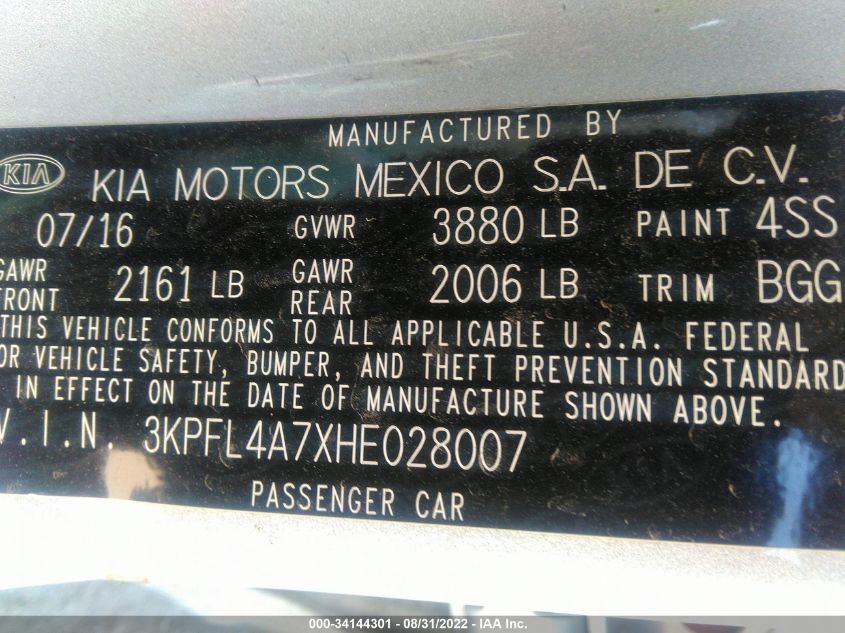 MANUFACTURED BY
KIA KIA MOTORS MEXICO S.A. DE C.V.
07/16 GVWR 3880 LB PAINT 4SS
GAWR FRONT 2161 LB GAWR REAR 2006 LB TRIM BGG
THIS VEHICLE CONFORMS TO ALL APPLICABLE U.S.A. FEDERAL
OR VEHICLE SAFETY, BUMPER, AND THEFT PREVENTION STANDARD
IN EFFECT ON THE DATE OF MANUFACTURE SHOWN ABOVE.
V.I.N. 3KPFL4A7XHE028007
PASSENGER CAR
000-34144301 - 08/31/2022 - IAA Inc.